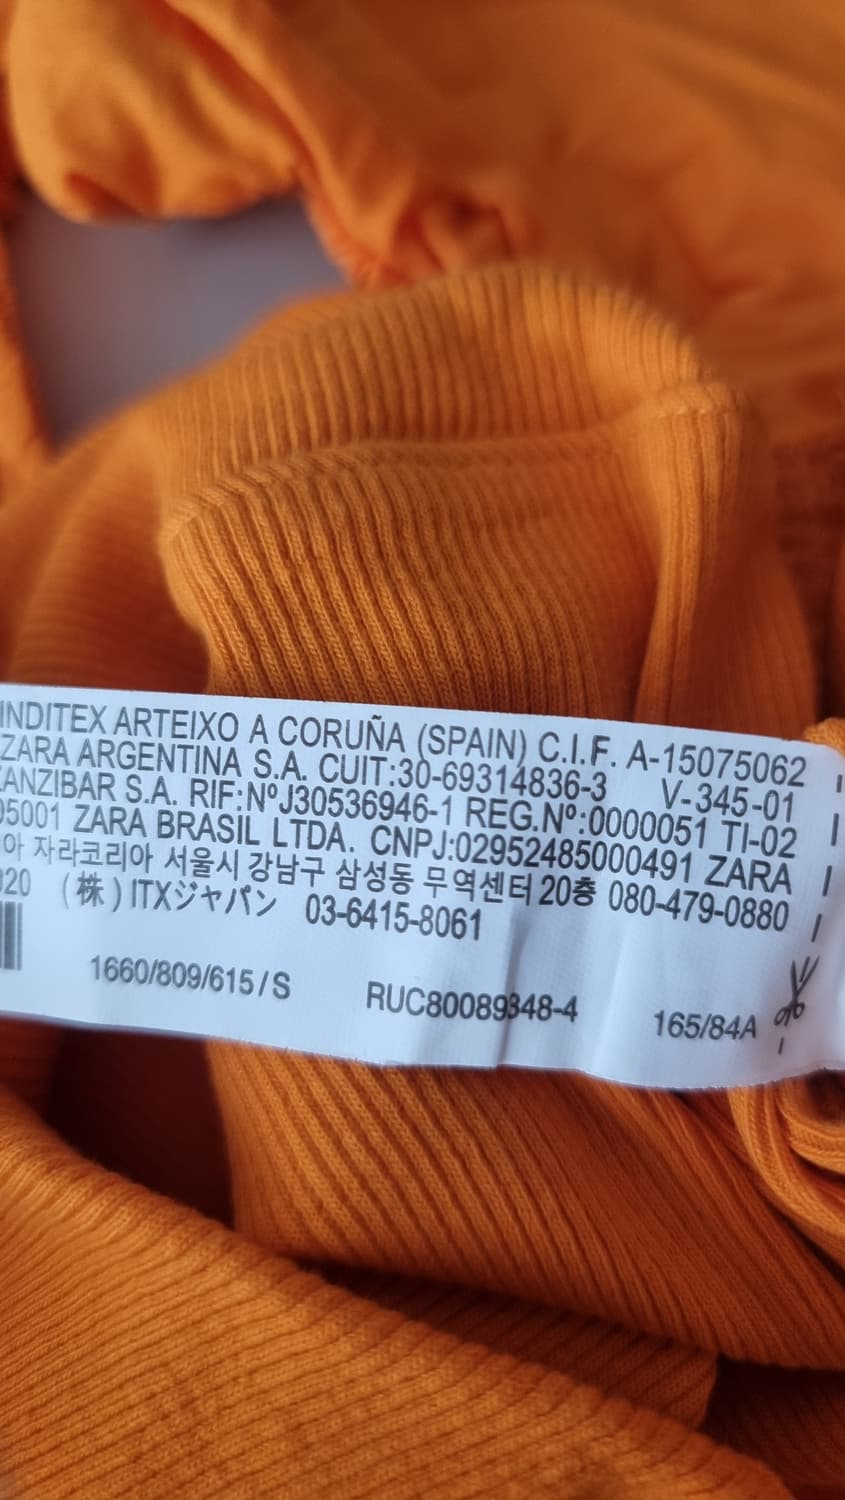 INDITEX ARTEIXO A CORUÑA (SPAIN) C.I.F. A-15075062
ZARA ARGENTINA S.A. CUIT:30-69314836-3 V-345-01
ZANZIBAR S.A. RIF:NºJ30536946-1 REG.Nº:0000051 TI-02
05001 ZARA BRASIL LTDA. CNPJ:02952485000491 ZARA
자라코리아 서울시 강남구 삼성동 무역센터 20층 080-479-0880
(株) ITXジャパン 03-6415-8061
1660/809/615/S RUC80089348-4 165/84A